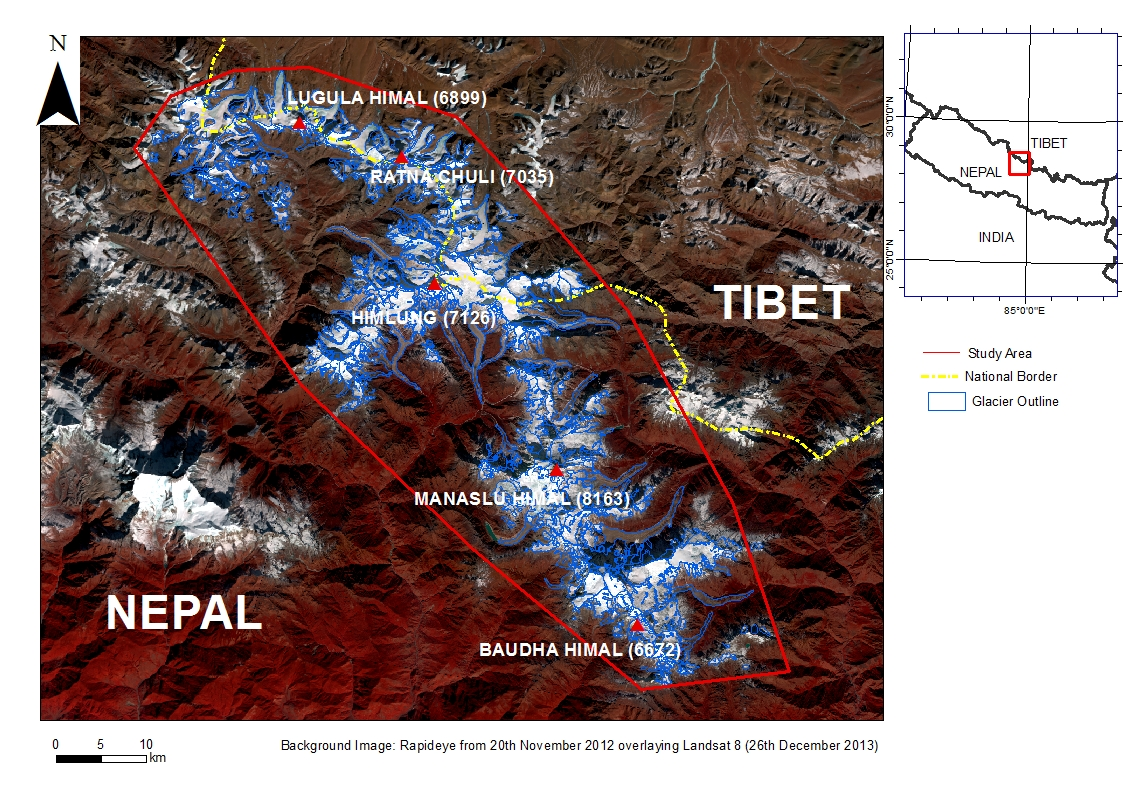 N
LUGULA HIMAL (6899)
RATNA CHULI (7035)
HIMLUNG (7126)
TIBET
MANASLU HIMAL (8163)
NEPAL
BAUDHA HIMAL (6672)
0 5 10
km
Background Image: Rapideye from 20th November 2012 overlaying Landsat 8 (26th December 2013)
30°0'0"N
TIBET
NEPAL
INDIA
25°0'0"N
85°0'0"E
Study Area
National Border
Glacier Outline